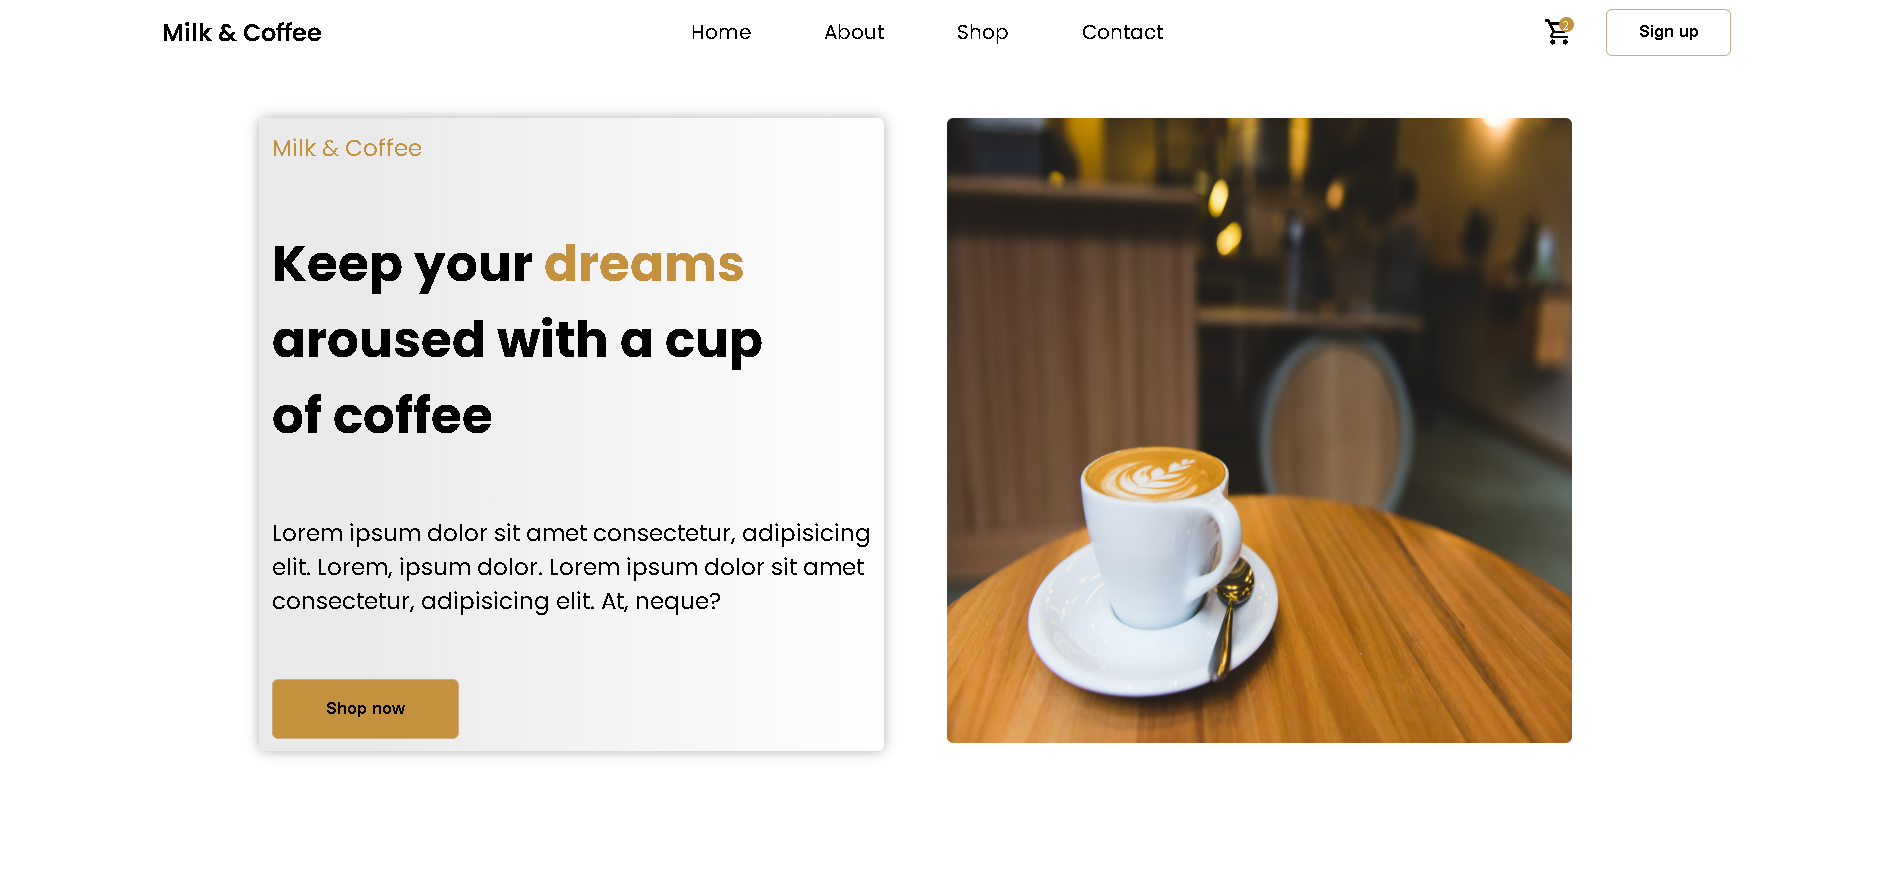 Milk & Coffee
Home
About
Shop
Contact
2
Sign up
Milk & Coffee
Keep your dreams
aroused with a cup
of coffee
Lorem ipsum dolor sit amet consectetur, adipisicing
elit. Lorem, ipsum dolor. Lorem ipsum dolor sit amet
consectetur, adipisicing elit. At, neque?
Shop now